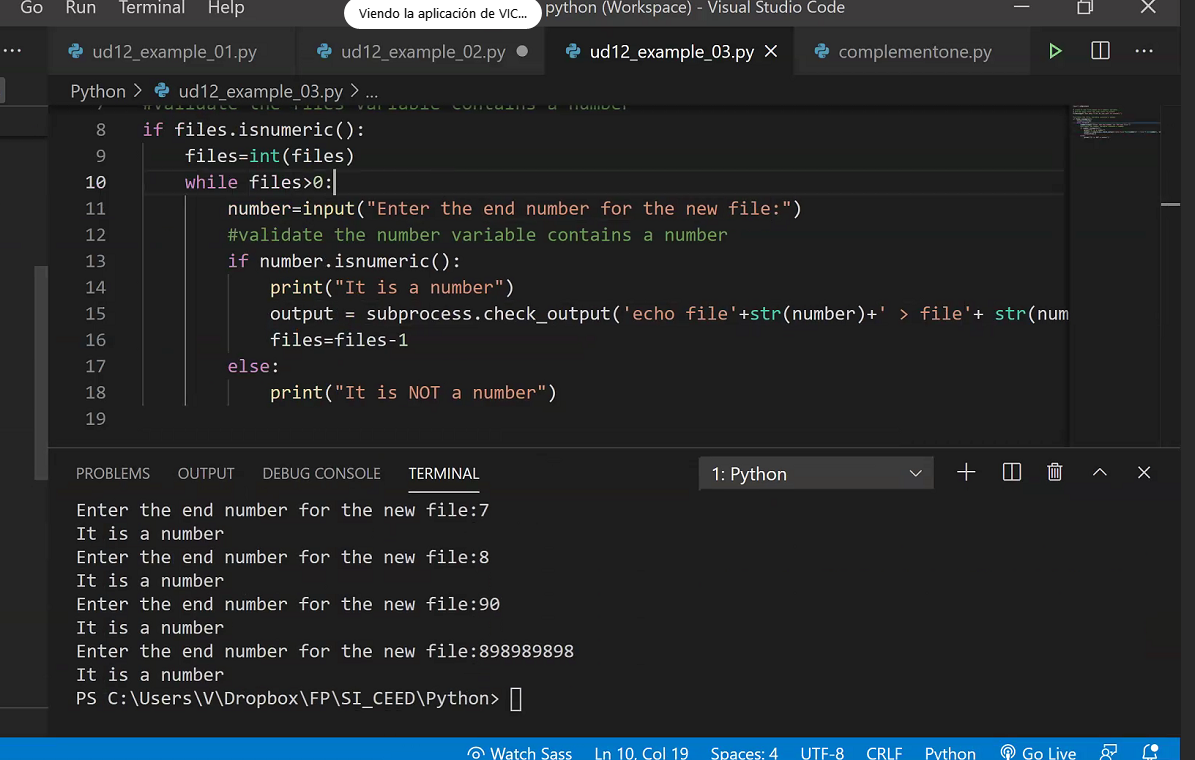 Go Run Terminal Help Viendo la aplicación de VIC... python (Workspace) - Visual Studio Code
ud12_example_01.py ud12_example_02.py ud12_example_03.py complementone.py
Python > ud12_example_03.py > ...
7 #validate the files variable contains a number
8 if files.isnumeric():
9 files=int(files)
10 while files>0:
11 number=input("Enter the end number for the new file:")
12 #validate the number variable contains a number
13 if number.isnumeric():
14 print("It is a number")
15 output = subprocess.check_output('echo file'+str(number)+' > file'+ str(num
16 files=files-1
17 else:
18 print("It is NOT a number")
19
PROBLEMS OUTPUT DEBUG CONSOLE TERMINAL 1: Python
Enter the end number for the new file:7
It is a number
Enter the end number for the new file:8
It is a number
Enter the end number for the new file:90
It is a number
Enter the end number for the new file:898989898
It is a number
PS C:\Users\V\Dropbox\FP\SI_CEED\Python>
Watch Sass Ln 10, Col 19 Spaces: 4 UTF-8 CRLF Python Go Live